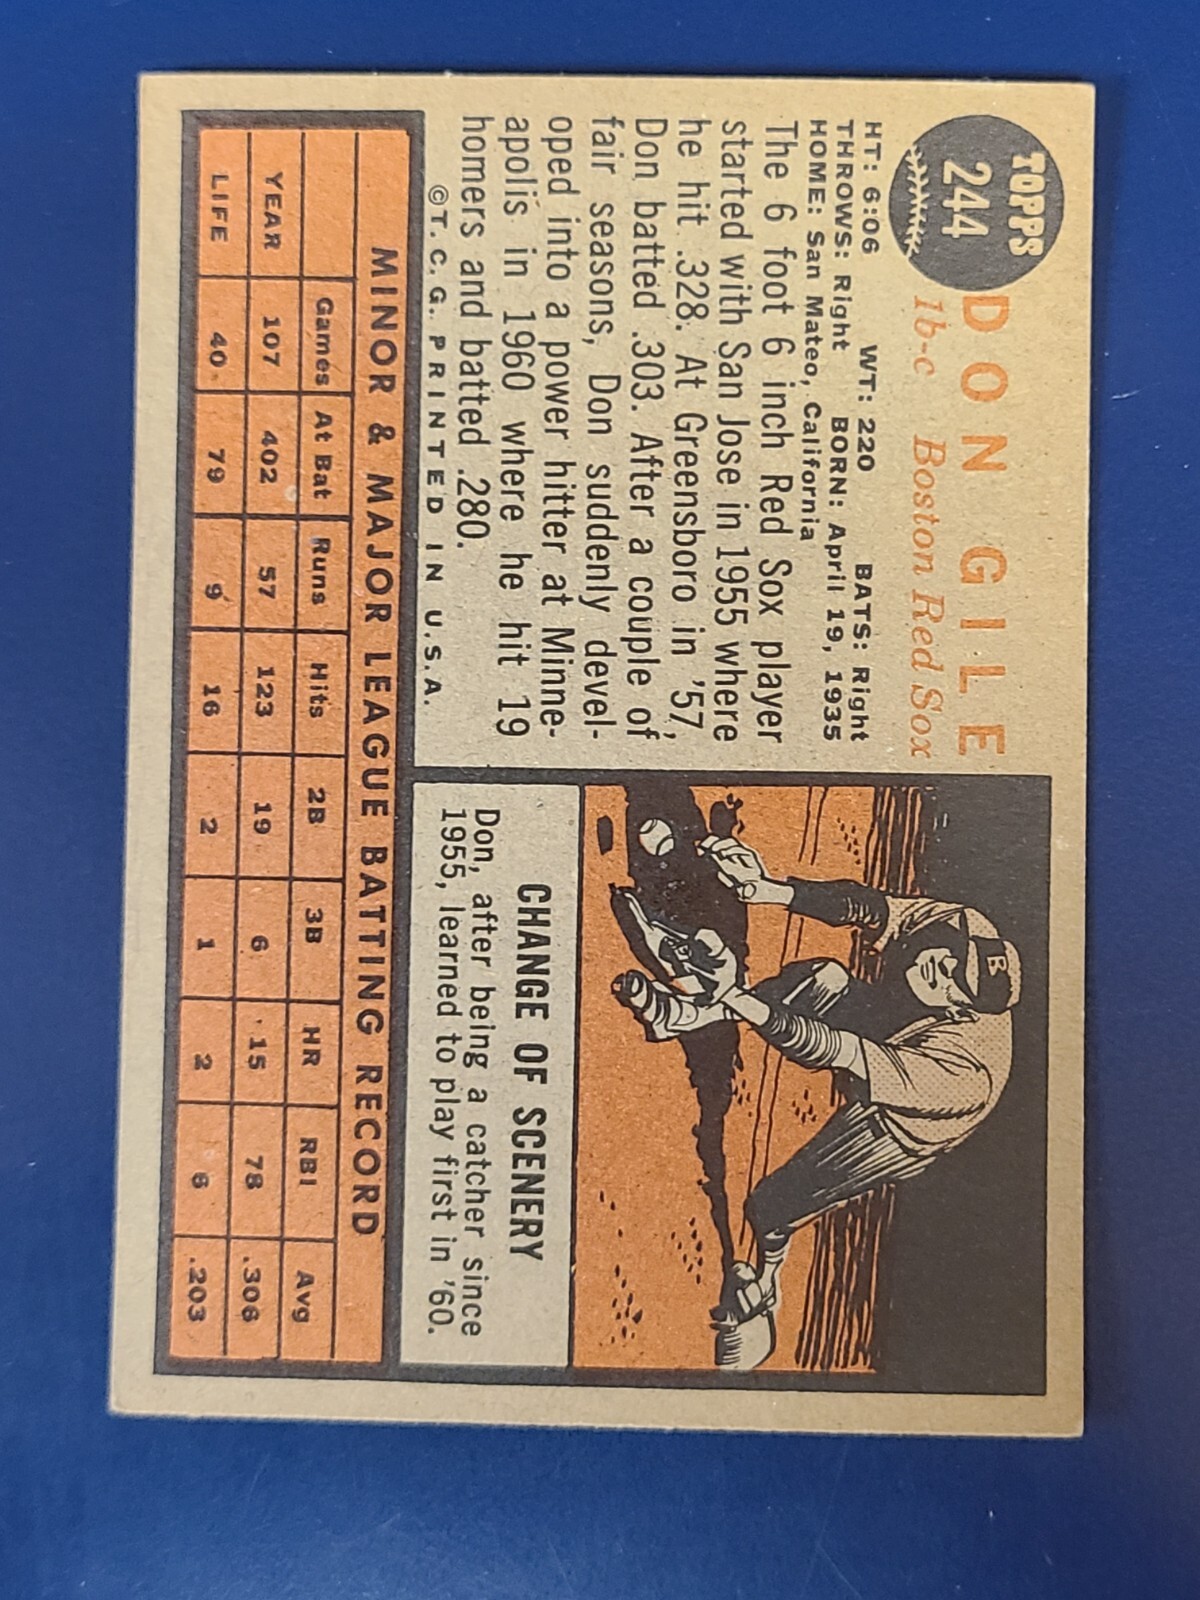 TOPPS
244
DON GILE
1b-c Boston Red Sox
HT: 6:06 WT: 220 BATS: Right
THROWS: Right BORN: April 19, 1935
HOME: San Mateo, California
The 6 foot 6 inch Red Sox player
started with San Jose in 1955 where
he hit .328. At Greensboro in '57,
Don batted .303. After a couple of
fair seasons, Don suddenly devel-
oped into a power hitter at Minne-
apolis in 1960 where he hit 19
homers and batted .280.
©T.C.G. PRINTED IN U.S.A.
B
CHANGE OF SCENERY
Don, after being a catcher since
1955, learned to play first in '60.
MINOR & MAJOR LEAGUE BATTING RECORD
Games At Bat Runs Hits 2B 3B HR RBI Avg
YEAR 107 402 57 123 19 6 15 78 .306
LIFE 40 79 9 16 2 1 2 6 .203